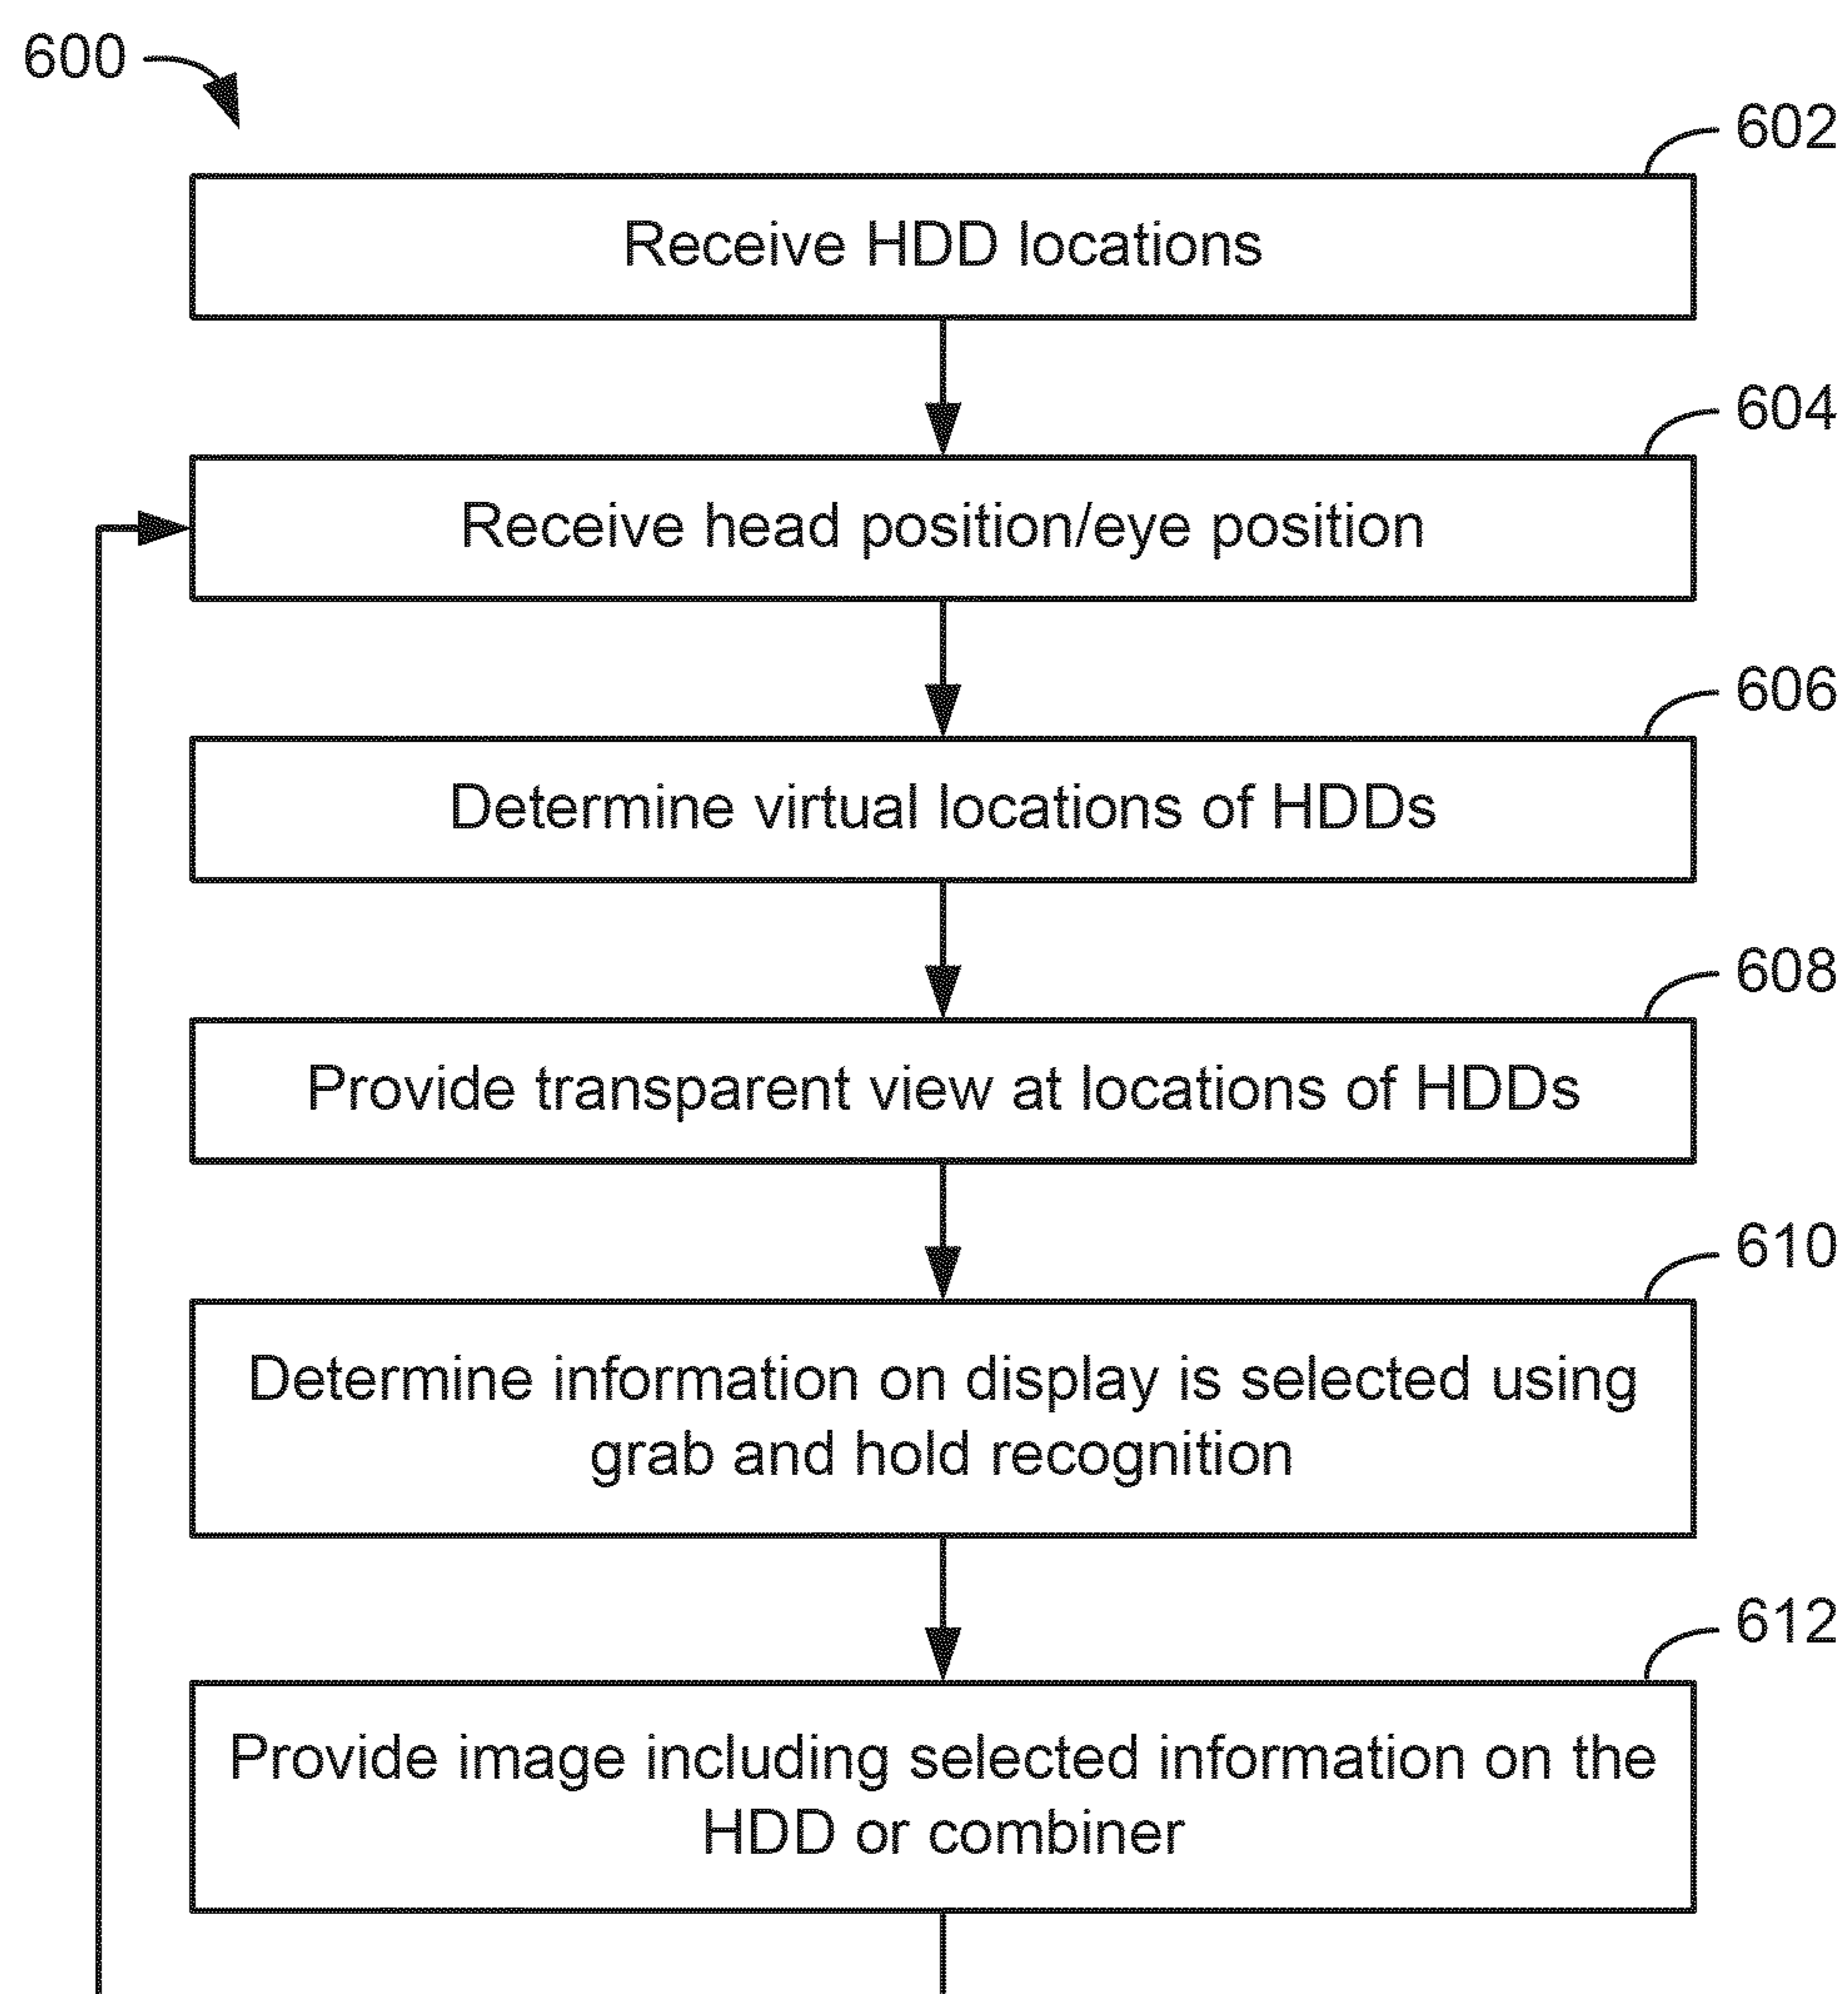 600
602
Receive HDD locations
604
Receive head position/eye position
606
Determine virtual locations of HDDs
608
Provide transparent view at locations of HDDs
610
Determine information on display is selected using
grab and hold recognition
612
Provide image including selected information on the
HDD or combiner